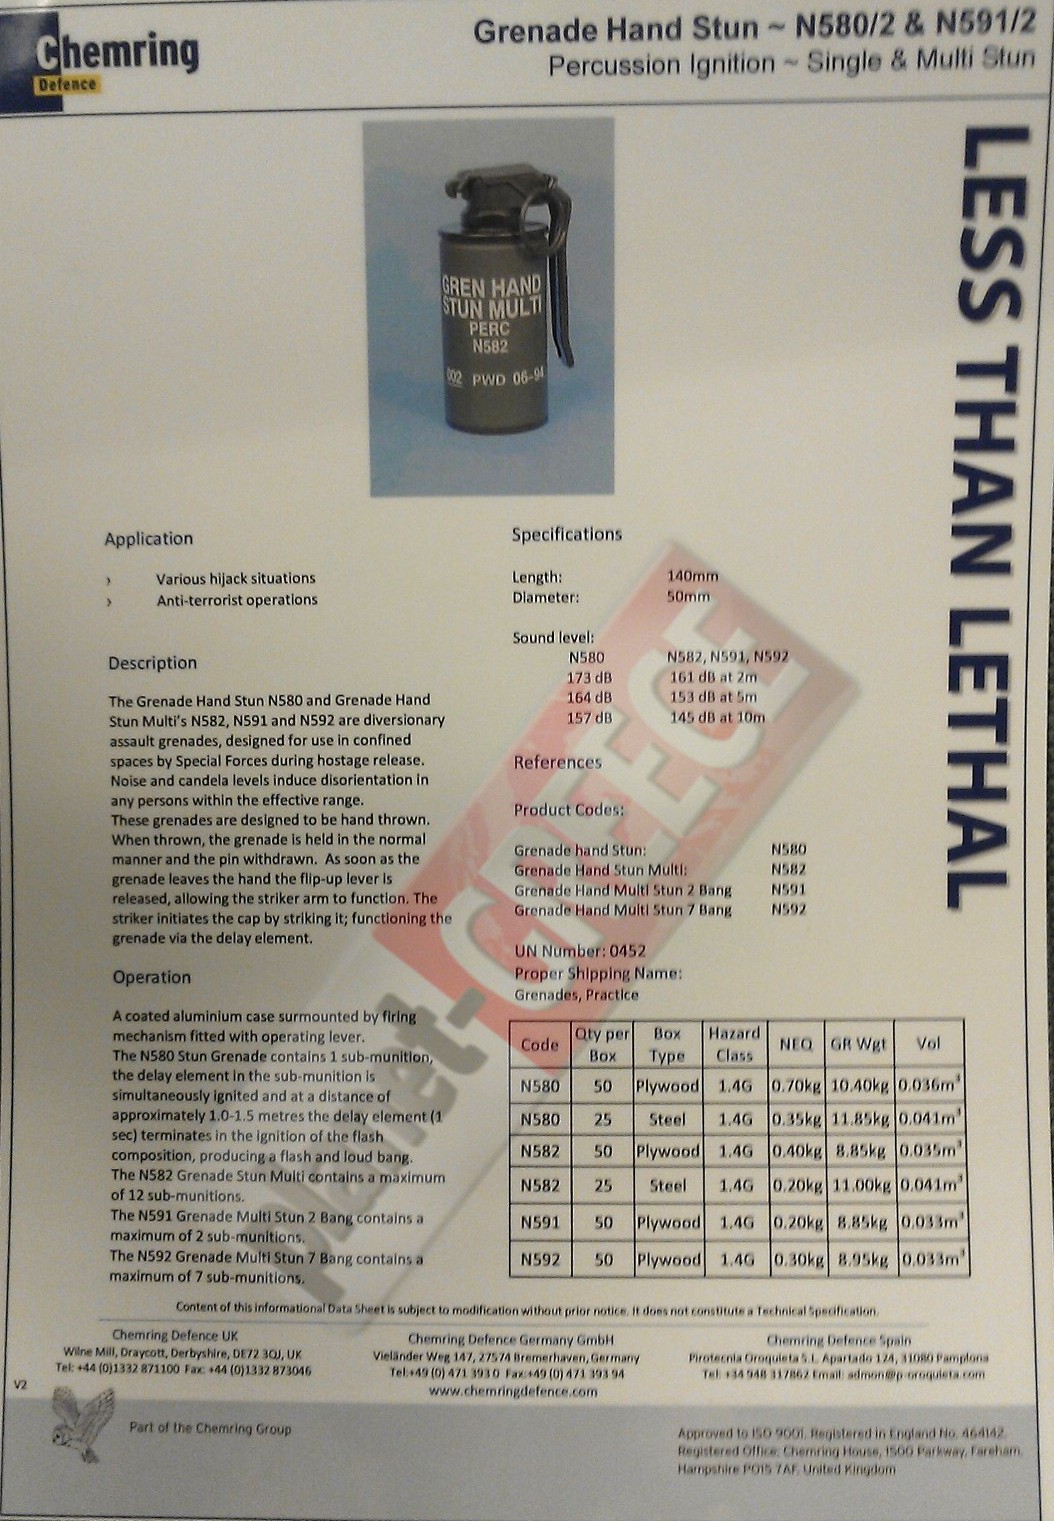 Chemring
Defence
Grenade Hand Stun ~ N580/2 & N591/2
Percussion Ignition ~ Single & Multi Stun
LESS THAN LETHAL
GREN HAND
STUN MULTI
PERC
N582
002 PWD 06-94
Application
› Various hijack situations
› Anti-terrorist operations
Description
The Grenade Hand Stun N580 and Grenade Hand
Stun Multi's N582, N591 and N592 are diversionary
assault grenades, designed for use in confined
spaces by Special Forces during hostage release.
Noise and candela levels induce disorientation in
any persons within the effective range.
These grenades are designed to be hand thrown.
When thrown, the grenade is held in the normal
manner and the pin withdrawn. As soon as the
grenade leaves the hand the flip-up lever is
released, allowing the striker arm to function. The
striker initiates the cap by striking it; functioning the
grenade via the delay element.
Operation
A coated aluminium case surmounted by firing
mechanism fitted with operating lever.
The N580 Stun Grenade contains 1 sub-munition,
the delay element in the sub-munition is
simultaneously ignited and at a distance of
approximately 1.0-1.5 metres the delay element (1
sec) terminates in the ignition of the flash
composition, producing a flash and loud bang.
The N582 Grenade Stun Multi contains a maximum
of 12 sub-munitions.
The N591 Grenade Multi Stun 2 Bang contains a
maximum of 2 sub-munitions.
The N592 Grenade Multi Stun 7 Bang contains a
maximum of 7 sub-munitions.
Specifications
Length: 140mm
Diameter: 50mm
Sound level:
N580 N582, N591, N592
173 dB 161 dB at 2m
164 dB 153 dB at 5m
157 dB 145 dB at 10m
References
Product Codes:
Grenade hand Stun: N580
Grenade Hand Stun Multi: N582
Grenade Hand Multi Stun 2 Bang N591
Grenade Hand Multi Stun 7 Bang N592
UN Number: 0452
Proper Shipping Name:
Grenades, Practice
Code Qty per Box Box Type Hazard Class NEQ GR Wgt Vol
N580 50 Plywood 1.4G 0.70kg 10.40kg 0.036m³
N580 25 Steel 1.4G 0.35kg 11.85kg 0.041m³
N582 50 Plywood 1.4G 0.40kg 8.85kg 0.035m³
N582 25 Steel 1.4G 0.20kg 11.00kg 0.041m³
N591 50 Plywood 1.4G 0.20kg 8.85kg 0.033m³
N592 50 Plywood 1.4G 0.30kg 8.95kg 0.033m³
planet-GIFECE
Content of this informational Data Sheet is subject to modification without prior notice. It does not constitute a Technical Specification.
Chemring Defence UK
Wilne Mill, Draycott, Derbyshire, DE72 3QJ, UK
Tel: +44 (0)1332 871100 Fax: +44 (0)1332 873046
Chemring Defence Germany GmbH
Vieländer Weg 147, 27574 Bremerhaven, Germany
Tel:+49 (0) 471 393 0 Fax:+49 (0) 471 393 94
www.chemringdefence.com
Chemring Defence Spain
Pirotecnia Oroquieta S.L. Apartado 124, 31080 Pamplona
Tel: +34 948 317862 Email: admon@p-oroquieta.com
V2
Part of the Chemring Group
Approved to ISO 9001. Registered in England No. 464142.
Registered Office: Chemring House, 1500 Parkway, Fareham,
Hampshire PO15 7AF. United Kingdom